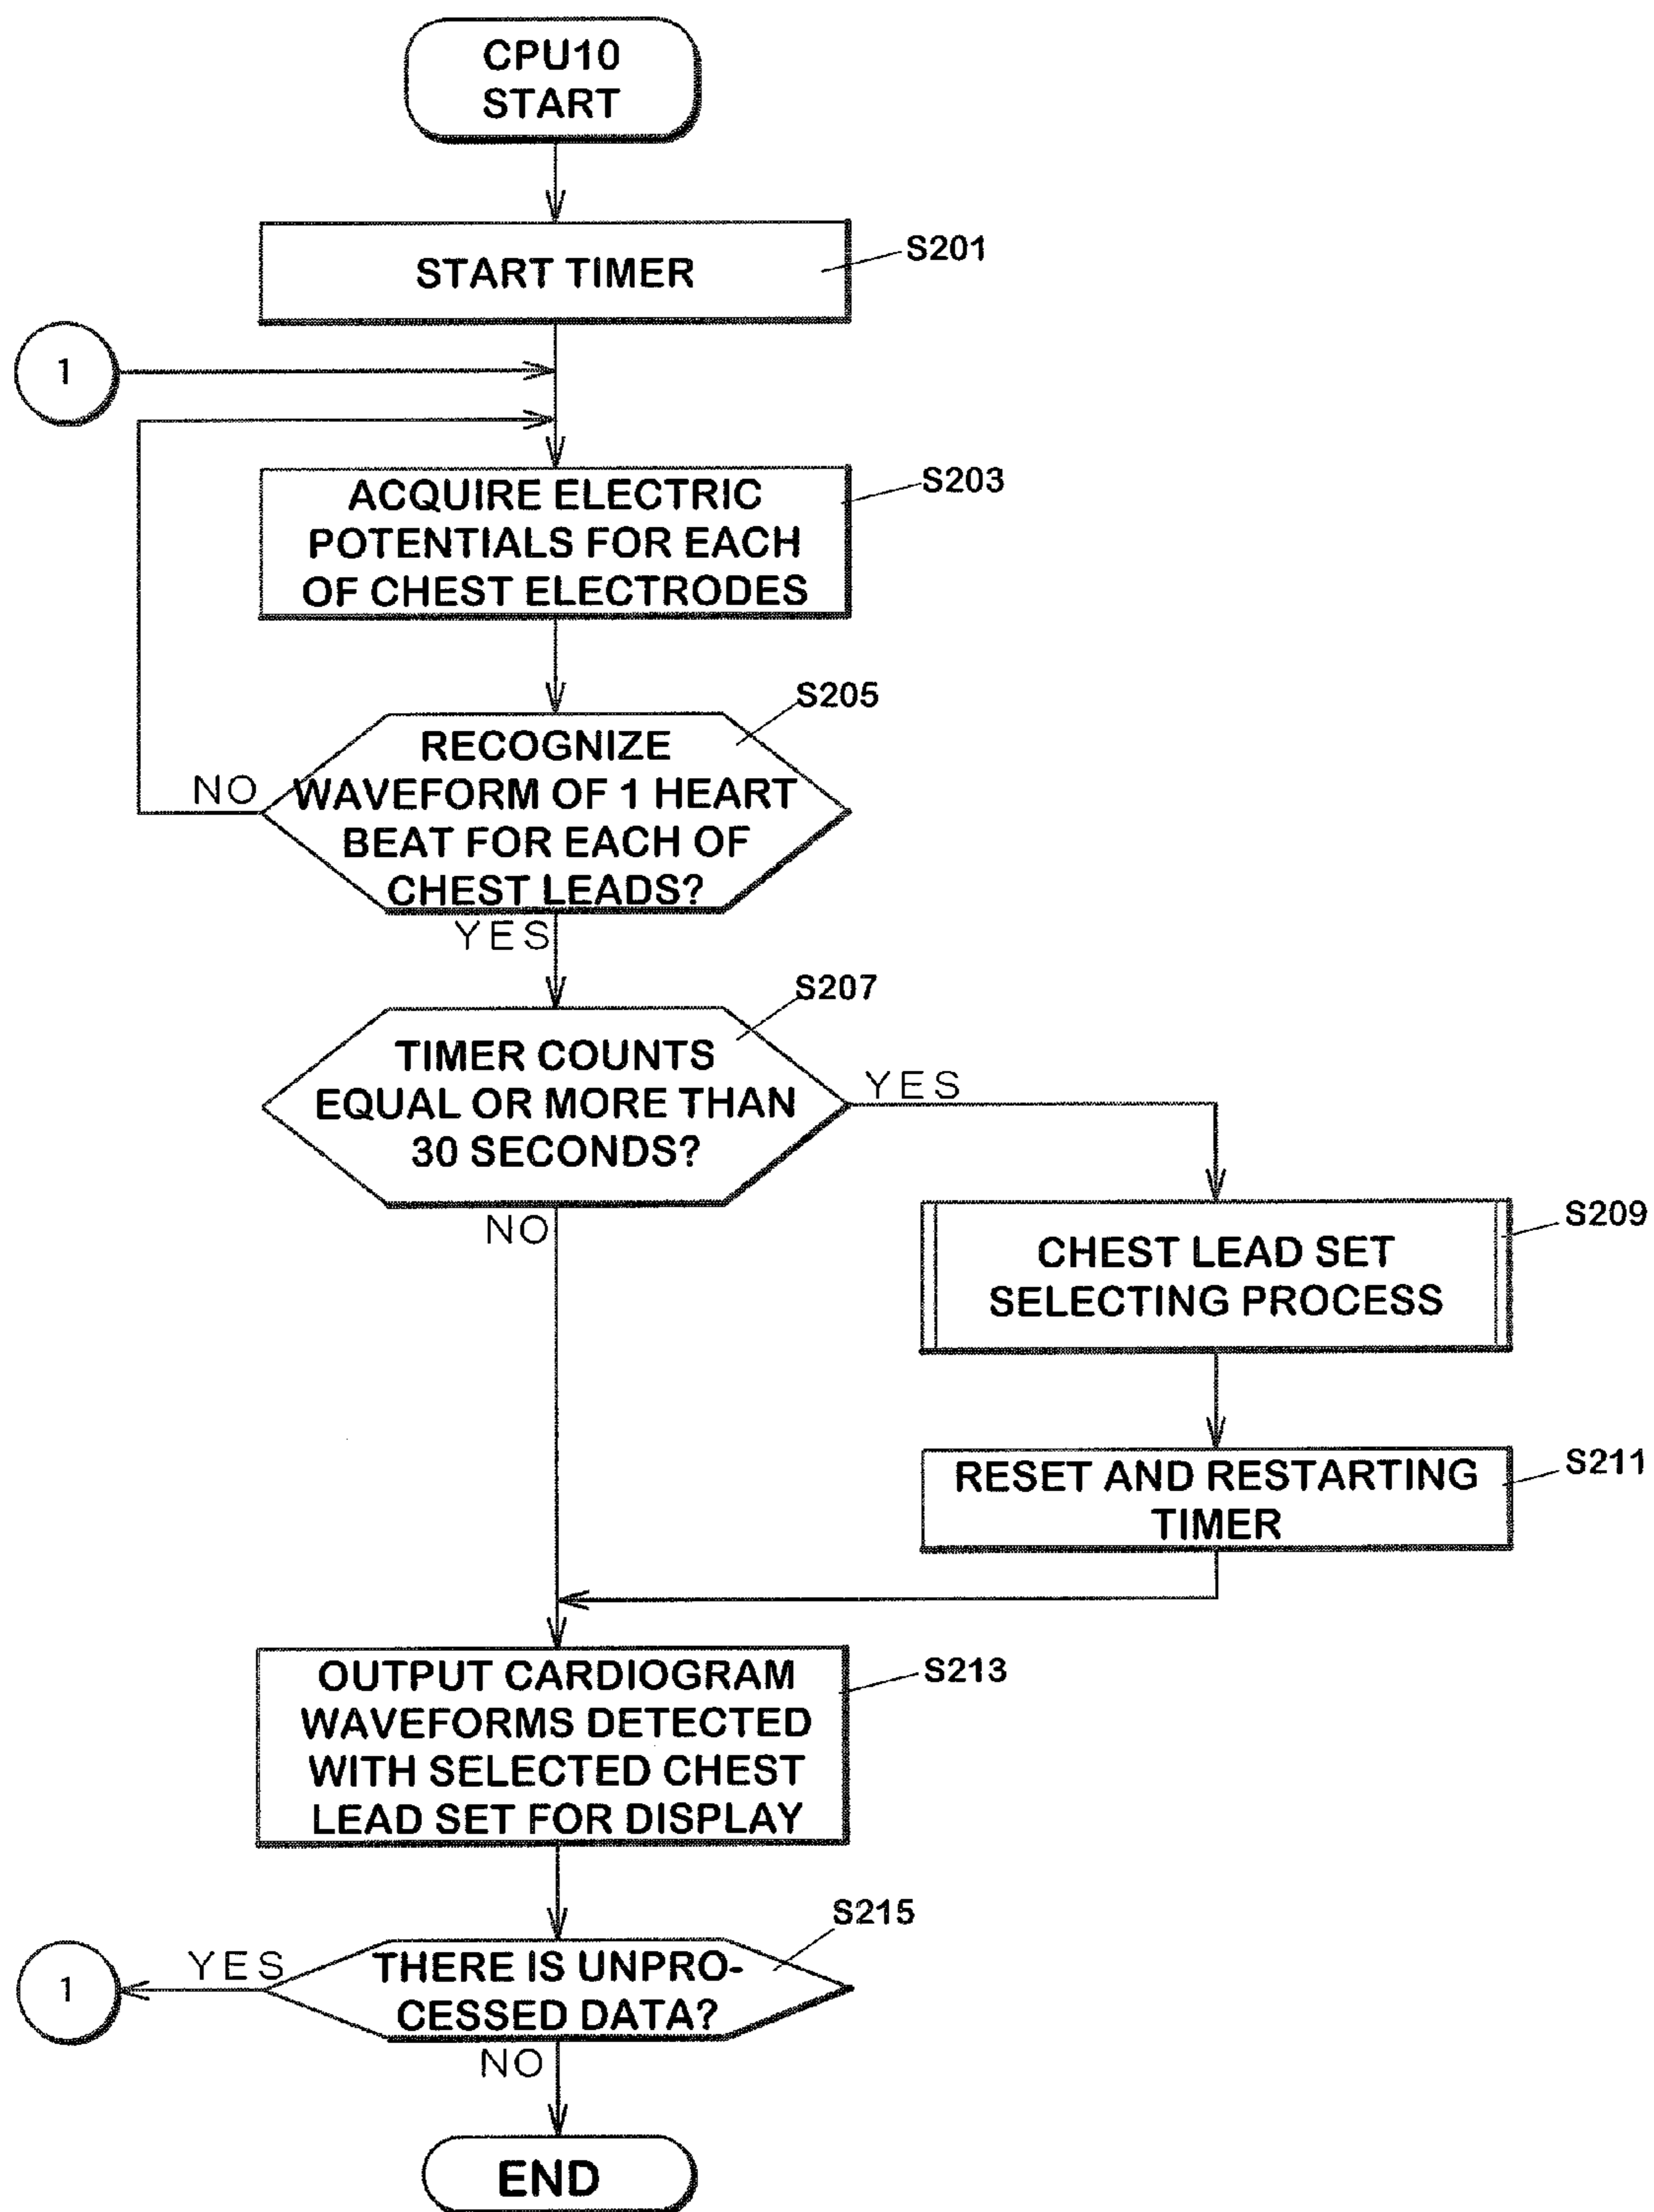 CPU10
START
START TIMER
S201
1
ACQUIRE ELECTRIC
POTENTIALS FOR EACH
OF CHEST ELECTRODES
S203
S205
RECOGNIZE
WAVEFORM OF 1 HEART
BEAT FOR EACH OF
CHEST LEADS?
NO
YES
S207
TIMER COUNTS
EQUAL OR MORE THAN
30 SECONDS?
YES
NO
CHEST LEAD SET
SELECTING PROCESS
S209
RESET AND RESTARTING
TIMER
S211
OUTPUT CARDIOGRAM
WAVEFORMS DETECTED
WITH SELECTED CHEST
LEAD SET FOR DISPLAY
S213
S215
THERE IS UNPRO-
CESSED DATA?
YES
1
NO
END